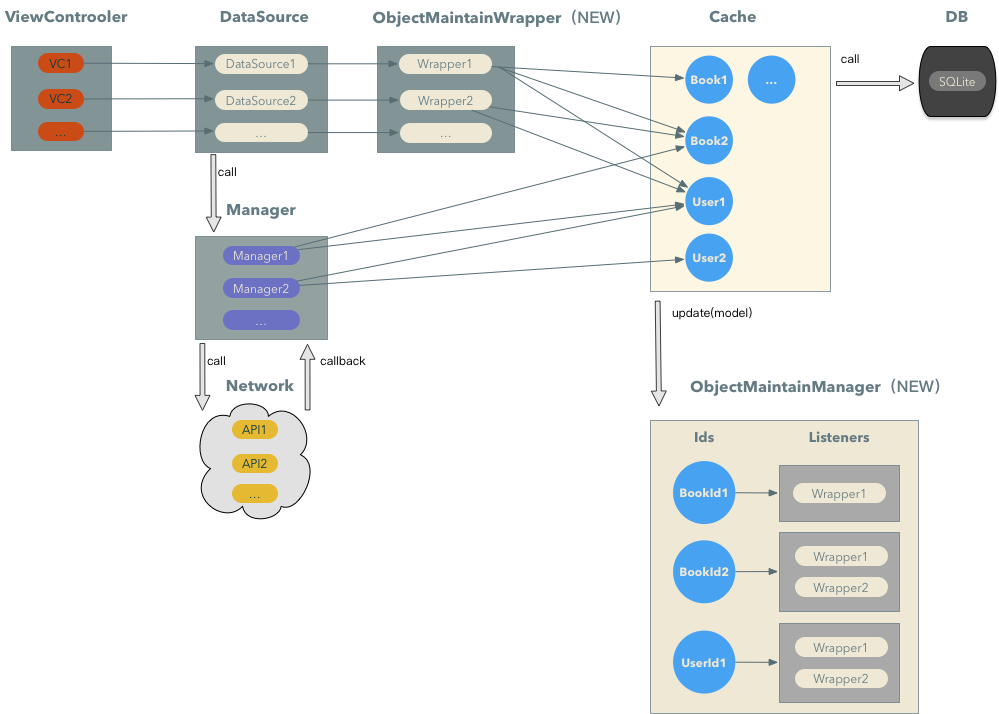 ViewControoler
DataSource
ObjectMaintainWrapper（NEW）
Cache
DB
VC1
VC2
...
DataSource1
DataSource2
...
Wrapper1
Wrapper2
...
Book1
...
Book2
User1
User2
call
SQLite
call
Manager
Manager1
Manager2
...
call
callback
Network
API1
API2
...
update(model)
ObjectMaintainManager（NEW）
Ids
Listeners
BookId1
Wrapper1
BookId2
Wrapper1
Wrapper2
UserId1
Wrapper1
Wrapper2